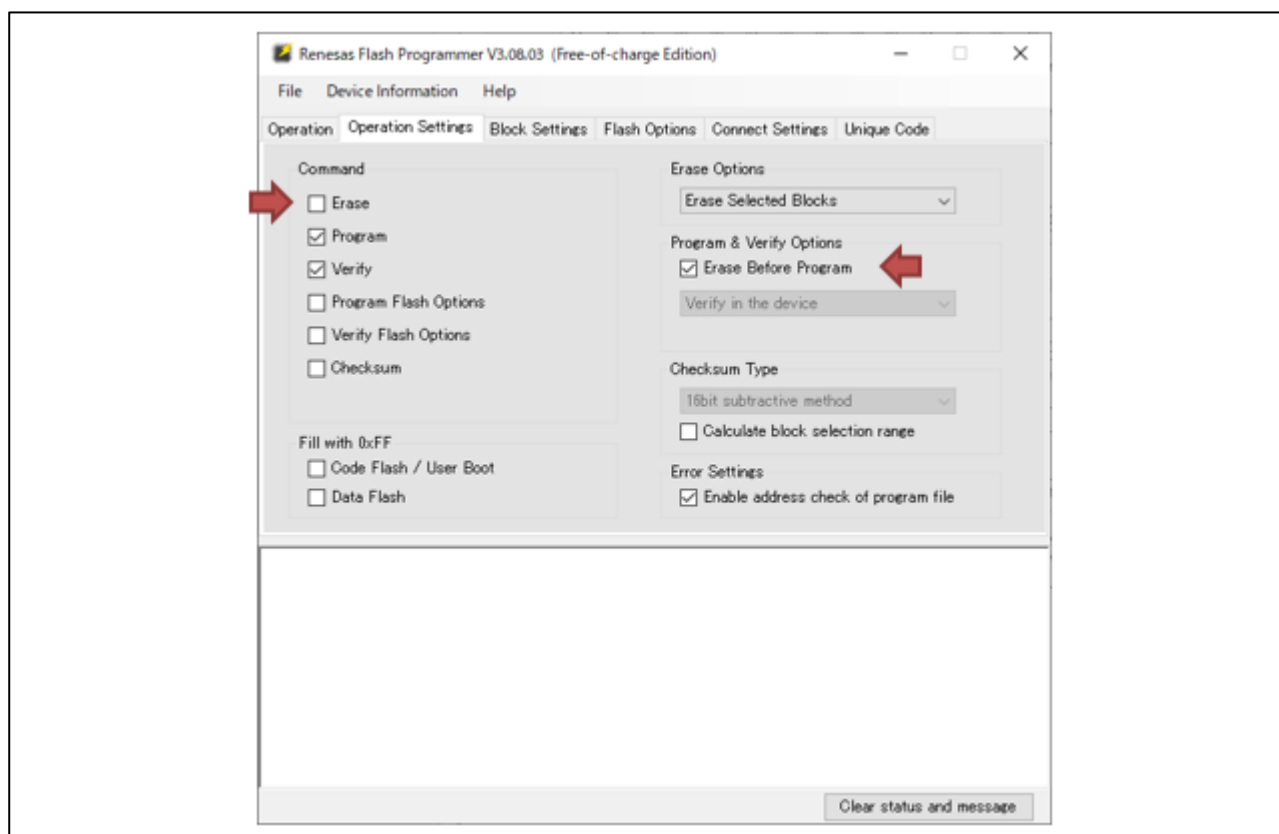 Renesas Flash Programmer V3.08.03 (Free-of-charge Edition)
File Device Information Help
Operation Operation Settings Block Settings Flash Options Connect Settings Unique Code
Command
Erase
Program
Verify
Program Flash Options
Verify Flash Options
Checksum
Fill with 0xFF
Code Flash / User Boot
Data Flash
Erase Options
Erase Selected Blocks
Program & Verify Options
Erase Before Program
Verify in the device
Checksum Type
16bit subtractive method
Calculate block selection range
Error Settings
Enable address check of program file
Clear status and message